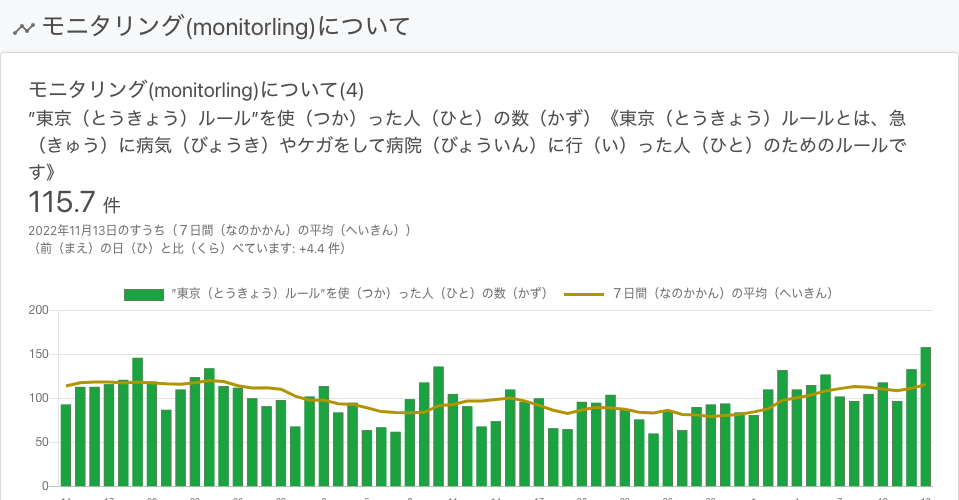 モニタリング(monitorling)について
モニタリング(monitorling)について(4)
”東京（とうきょう）ルール”を使（つか）った人（ひと）の数（かず）《東京（とうきょう）ルールとは、急
（きゅう）に病気（びょうき）やケガをして病院（びょういん）に行（い）った人（ひと）のためのルールで
す》
115.7 件
2022年11月13日のすうち（７日間（なのかかん）の平均（へいきん））
（前（まえ）の日（ひ）と比（くら）べています: +4.4 件）
”東京（とうきょう）ルール”を使（つか）った人（ひと）の数（かず） ７日間（なのかかん）の平均（へいきん）
200
150
100
50
0